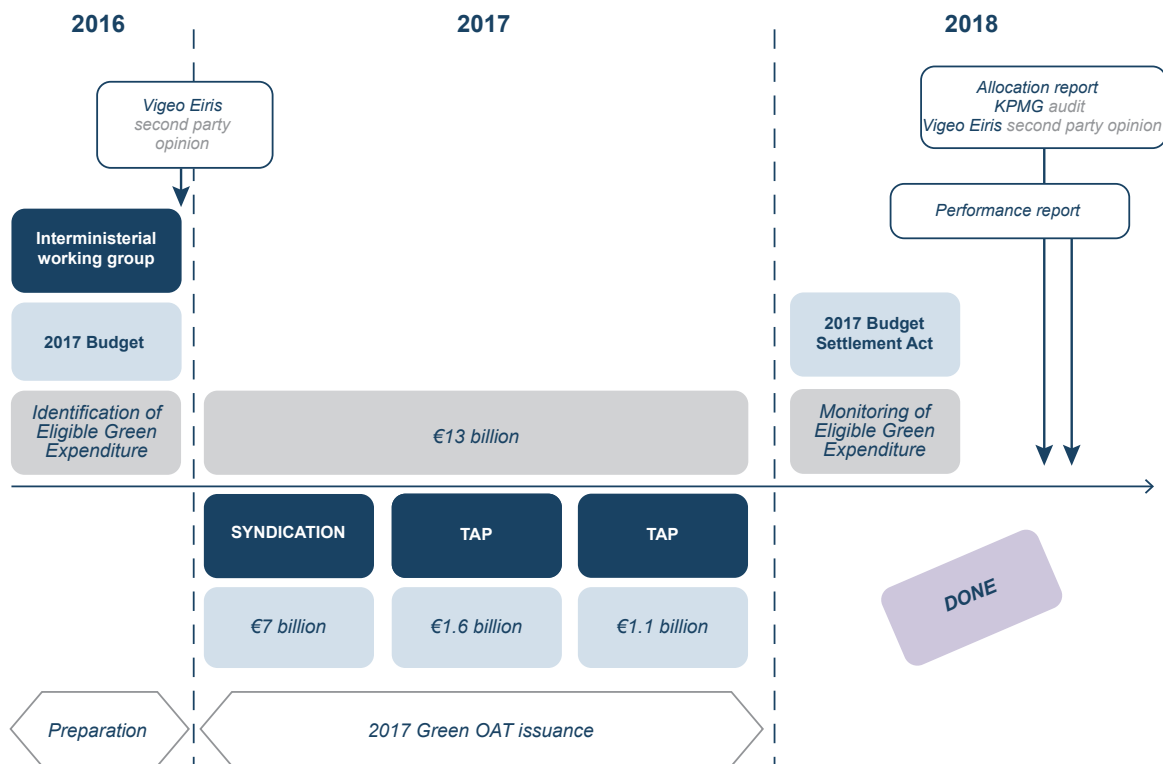 2016
2017
2018
Vigeo Eiris
second party
opinion
Allocation report
KPMG audit
Vigeo Eiris second party opinion
Performance report
Interministerial
working group
2017 Budget
2017 Budget
Settlement Act
Identification of
Eligible Green
Expenditure
€13 billion
Monitoring of
Eligible Green
Expenditure
SYNDICATION
TAP
TAP
€7 billion
€1.6 billion
€1.1 billion
DONE
Preparation
2017 Green OAT issuance